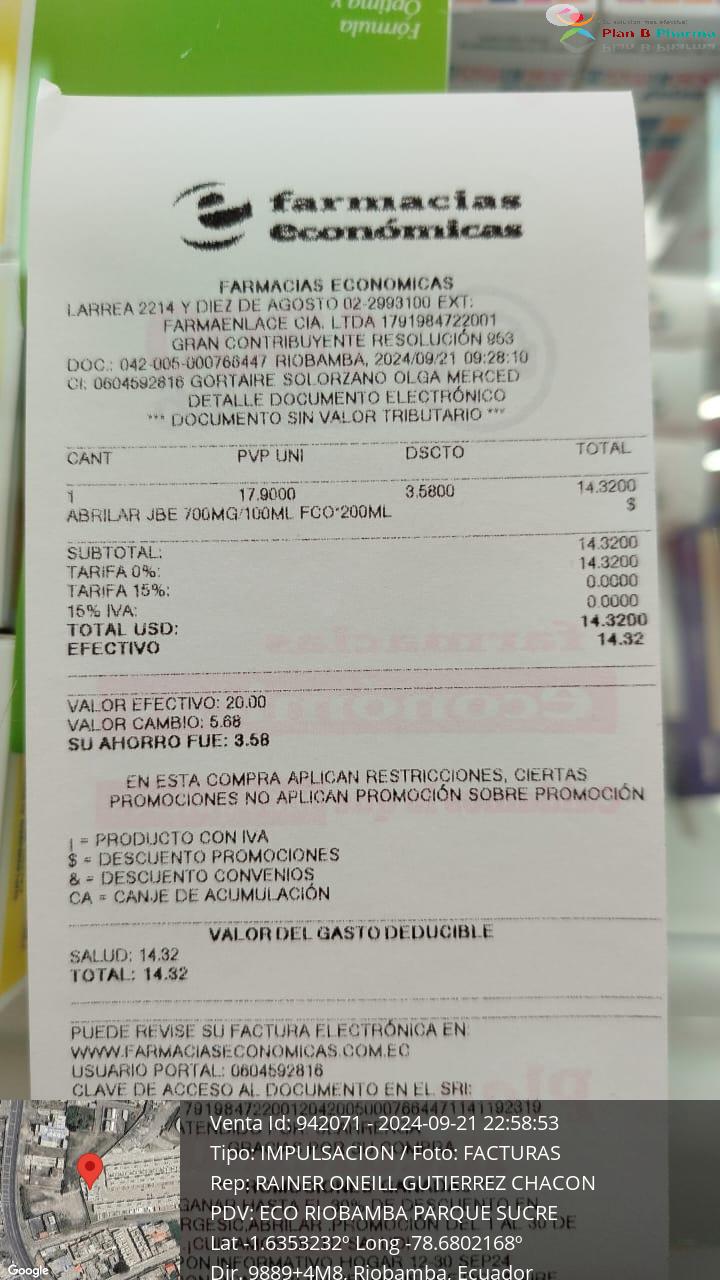 Fórmula
Óptima y
Su solucion mas efectiva!
Plan B Pharma
farmacias
económicas
FARMACIAS ECONOMICAS
LARREA 2214 Y DIEZ DE AGOSTO 02-2993100 EXT:
FARMAENLACE CIA. LTDA 1791984722001
GRAN CONTRIBUYENTE RESOLUCIÓN 953
DOC.: 042-005-000766447 RIOBAMBA, 2024/09/21 09:28:10
CI: 0604592816 GORTAIRE SOLORZANO OLGA MERCED
DETALLE DOCUMENTO ELECTRÓNICO
*** DOCUMENTO SIN VALOR TRIBUTARIO ***
CANT PVP UNI DSCTO TOTAL
1 17.9000 3.5800 14.3200
ABRILAR JBE 700MG/100ML FCO*200ML $
SUBTOTAL: 14.3200
TARIFA 0%: 14.3200
TARIFA 15%: 0.0000
15% IVA: 0.0000
TOTAL USD: 14.3200
EFECTIVO 14.32
VALOR EFECTIVO: 20.00
VALOR CAMBIO: 5.68
SU AHORRO FUE: 3.58
EN ESTA COMPRA APLICAN RESTRICCIONES, CIERTAS
PROMOCIONES NO APLICAN PROMOCIÓN SOBRE PROMOCIÓN
| = PRODUCTO CON IVA
$ = DESCUENTO PROMOCIONES
& = DESCUENTO CONVENIOS
CA = CANJE DE ACUMULACIÓN
VALOR DEL GASTO DEDUCIBLE
SALUD: 14.32
TOTAL: 14.32
PUEDE REVISE SU FACTURA ELECTRÓNICA EN:
WWW.FARMACIASECONOMICAS.COM.EC
USUARIO PORTAL: 0604592816
CLAVE DE ACCESO AL DOCUMENTO EN EL SRI:
Venta Id: 942071 - 2024-09-21 22:58:53
Tipo: IMPULSACION / Foto: FACTURAS
Rep: RAINER ONEILL GUTIERREZ CHACON
PDV: ECO RIOBAMBA PARQUE SUCRE
Lat -1.6353232º Long -78.6802168º
Dir. 9889+4M8, Riobamba, Ecuador
Google